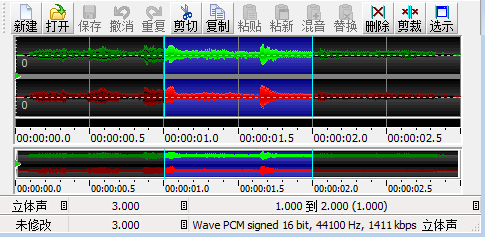 新建 打开 保存 撤消 重复 剪切 复制 粘贴 粘新 混音 替换 删除 剪裁 选示
0
0
00:00:00.0 00:00:00.5 00:00:01.0 00:00:01.5 00:00:02.0 00:00:02.5
00:00:00.0 00:00:00.5 00:00:01.0 00:00:01.5 00:00:02.0 00:00:02.5
立体声 3.000 1.000 到 2.000 (1.000)
未修改 3.000 Wave PCM signed 16 bit, 44100 Hz, 1411 kbps 立体声